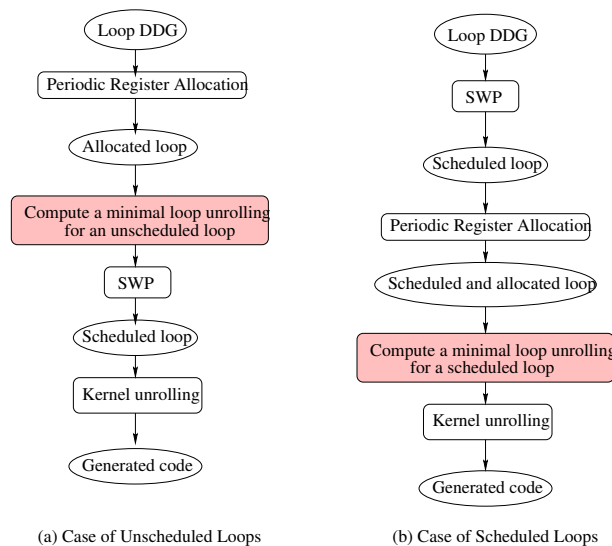 Loop DDG
Periodic Register Allocation
Allocated loop
Compute a minimal loop unrolling
for an unscheduled loop
SWP
Scheduled loop
Kernel unrolling
Generated code
(a) Case of Unscheduled Loops
Loop DDG
SWP
Scheduled loop
Periodic Register Allocation
Scheduled and allocated loop
Compute a minimal loop unrolling
for a scheduled loop
Kernel unrolling
Generated code
(b) Case of Scheduled Loops